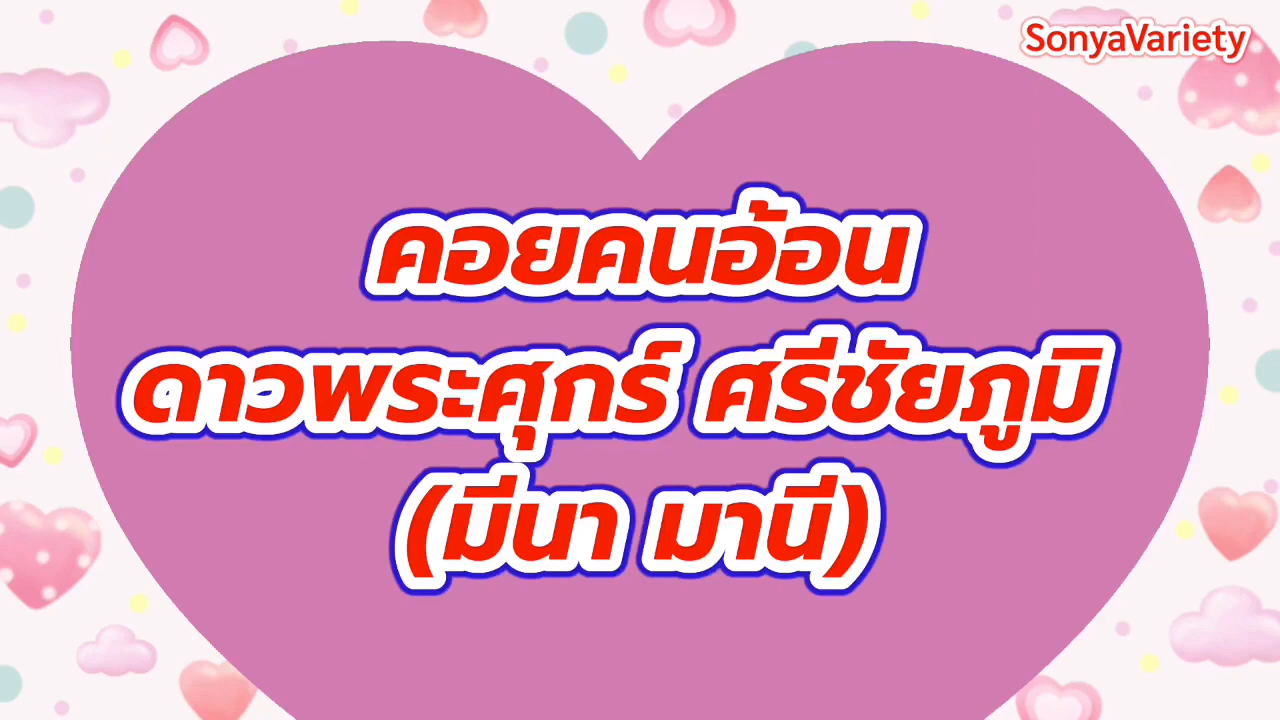 SonyaVariety
คอยคนอ้อน
ดาวพระศุกร์ ศรีชัยภูมิ
(มีนา มานี)